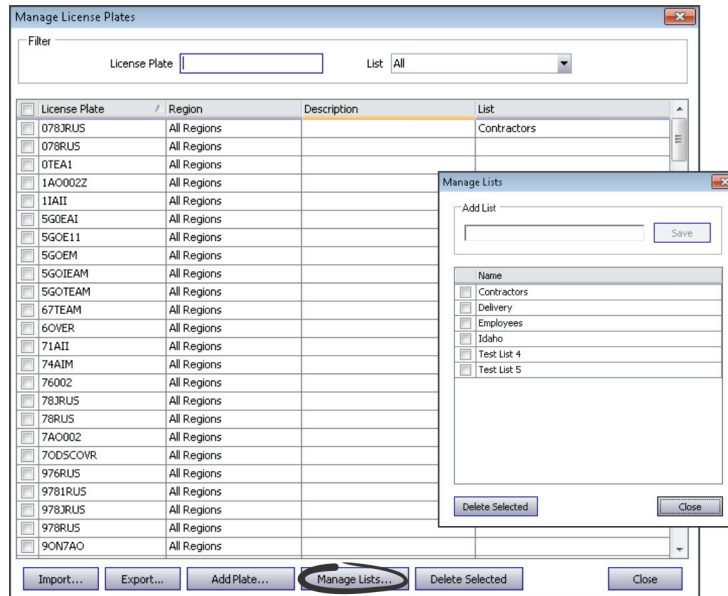 Manage License Plates
Filter
License Plate
List All
License Plate Region Description List
078JRUS All Regions Contractors
078RUS All Regions
0TEA1 All Regions
1AO002Z All Regions
1IAII All Regions
5G0EAI All Regions
5GOE11 All Regions
5GOEM All Regions
5GOIEAM All Regions
5GOTEAM All Regions
67TEAM All Regions
6OVER All Regions
71AII All Regions
74AIM All Regions
76002 All Regions
78JRUS All Regions
78RUS All Regions
7AO002 All Regions
7ODSCOVR All Regions
976RUS All Regions
9781RUS All Regions
978JRUS All Regions
978RUS All Regions
9ON7AO All Regions
Import... Export... Add Plate... Manage Lists... Delete Selected Close
Manage Lists
Add List
Save
Name
Contractors
Delivery
Employees
Idaho
Test List 4
Test List 5
Delete Selected Close